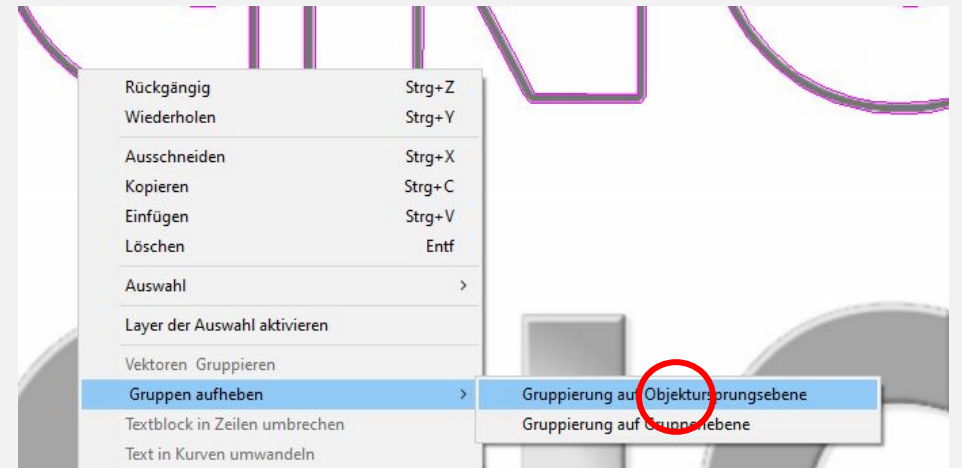 Rückgängig Strg+Z
Wiederholen Strg+Y
Ausschneiden Strg+X
Kopieren Strg+C
Einfügen Strg+V
Löschen Entf
Auswahl >
Layer der Auswahl aktivieren
Vektoren Gruppieren
Gruppen aufheben >
Gruppierung auf Objektursprungsebene
Textblock in Zeilen umbrechen
Gruppierung auf Gruppenebene
Text in Kurven umwandeln